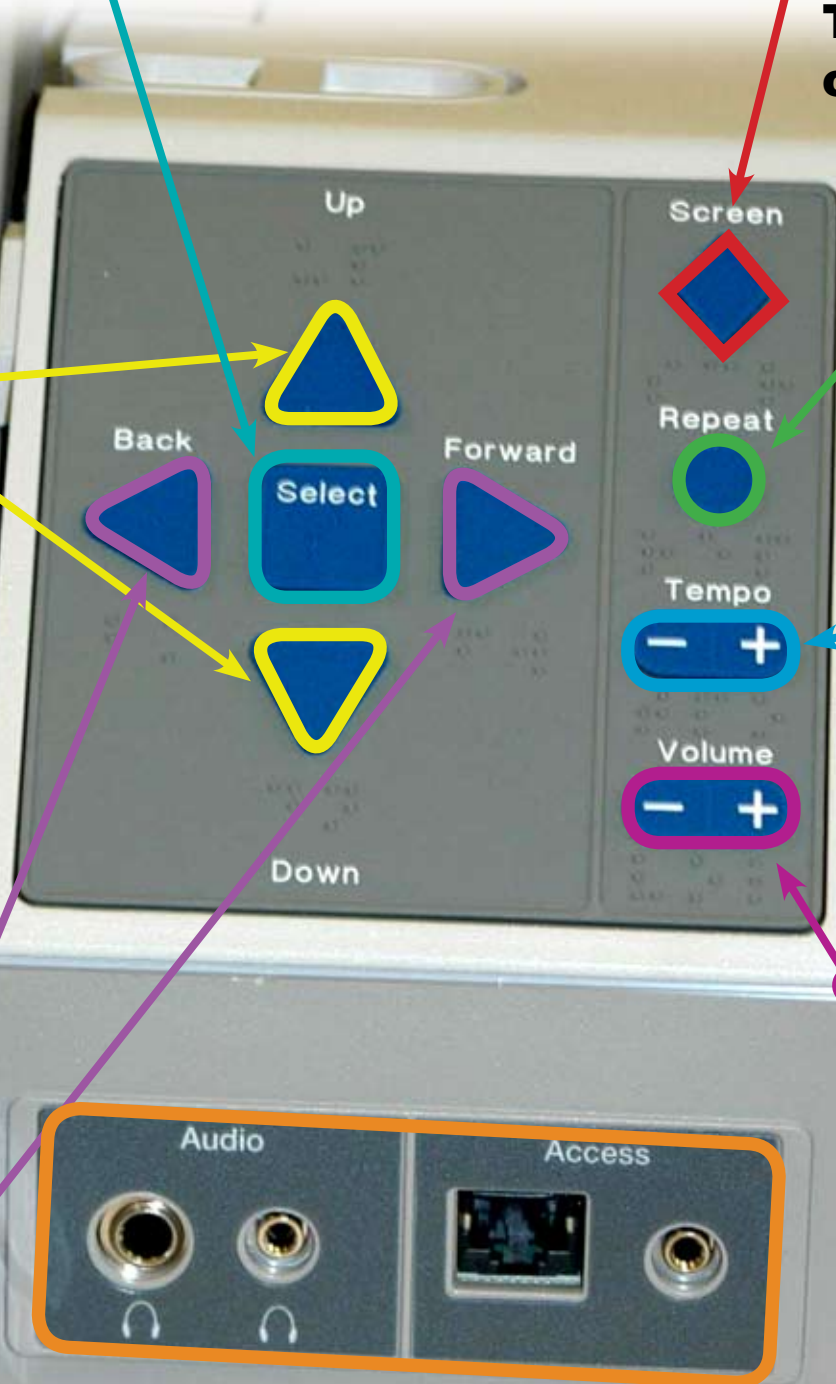 Up
Screen
Back
Select
Forward
Repeat
Tempo
− +
Volume
− +
Down
Audio
Access